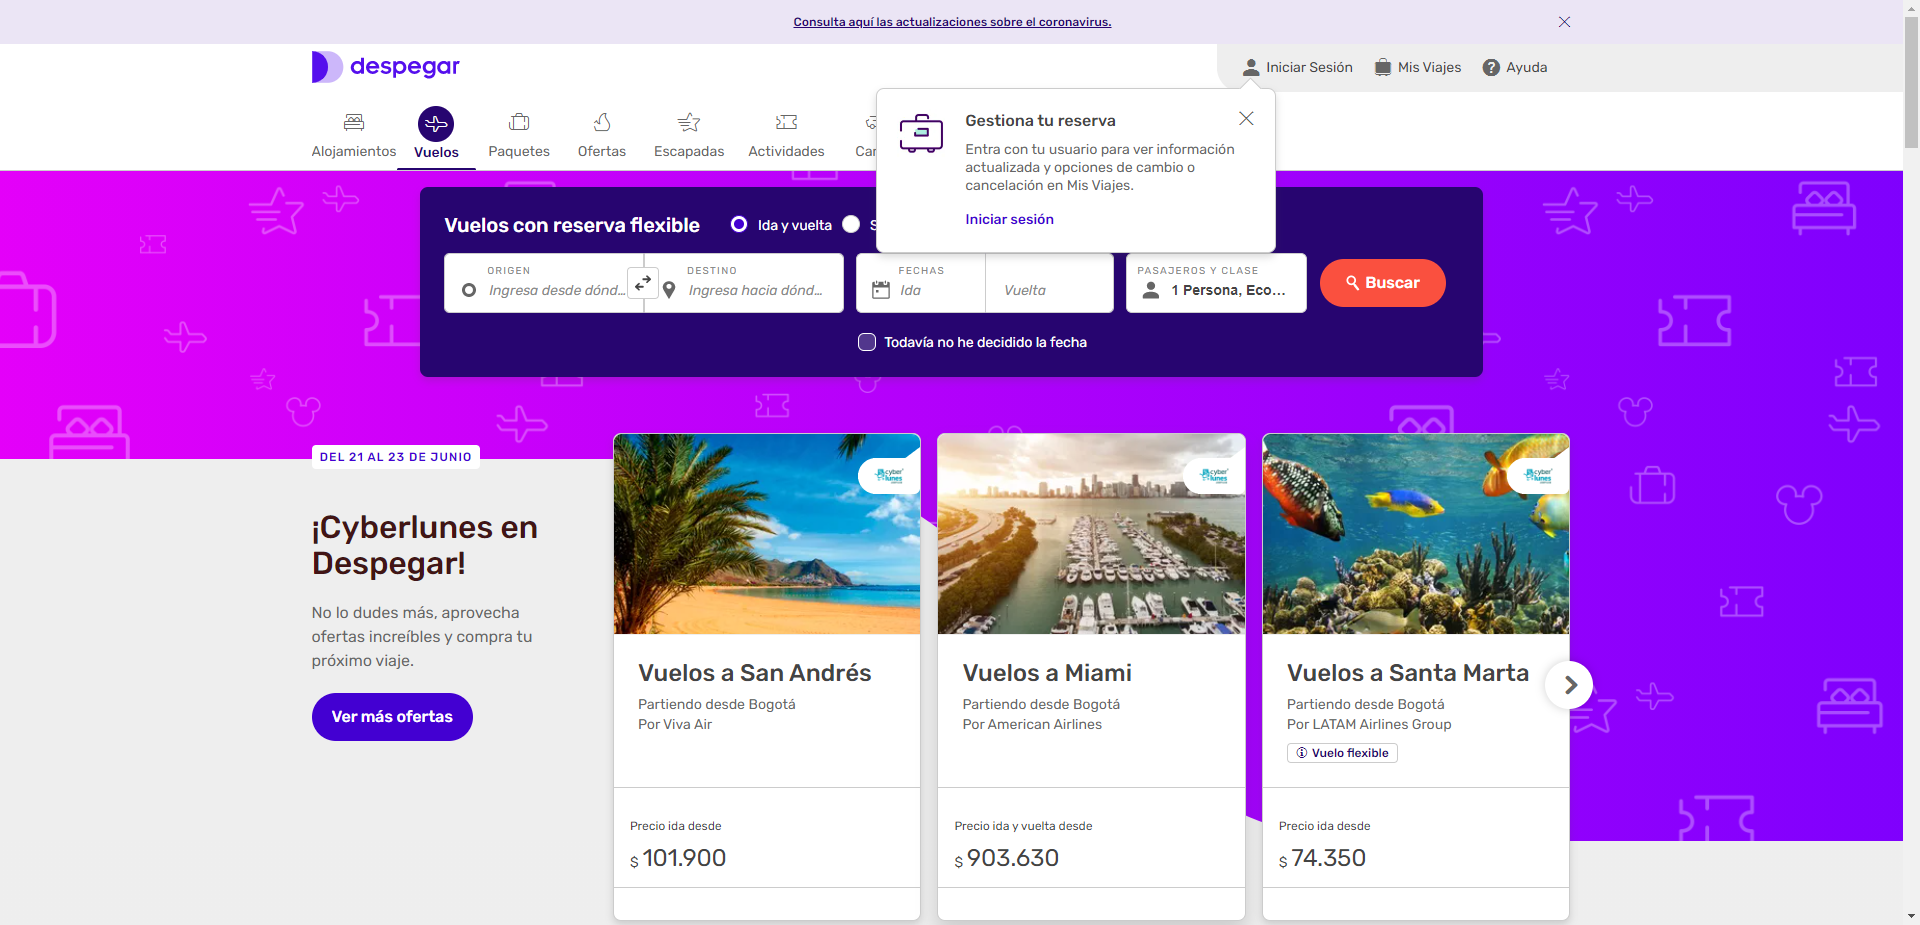 Consulta aquí las actualizaciones sobre el coronavirus.
despegar
Iniciar Sesión
Mis Viajes
Ayuda
Alojamientos
Vuelos
Paquetes
Ofertas
Escapadas
Actividades
Gestiona tu reserva
Entra con tu usuario para ver información
actualizada y opciones de cambio o
cancelación en Mis Viajes.
Iniciar sesión
Vuelos con reserva flexible
Ida y vuelta
ORIGEN
Ingresa desde dónd...
DESTINO
Ingresa hacia dónd...
FECHAS
Ida
Vuelta
PASAJEROS Y CLASE
1 Persona, Eco...
Buscar
Todavía no he decidido la fecha
DEL 21 AL 23 DE JUNIO
¡Cyberlunes en
Despegar!
No lo dudes más, aprovecha
ofertas increíbles y compra tu
próximo viaje.
Ver más ofertas
cyber
lunes
Vuelos a San Andrés
Partiendo desde Bogotá
Por Viva Air
Precio ida desde
$ 101.900
cyber
lunes
Vuelos a Miami
Partiendo desde Bogotá
Por American Airlines
Precio ida y vuelta desde
$ 903.630
cyber
lunes
Vuelos a Santa Marta
Partiendo desde Bogotá
Por LATAM Airlines Group
Vuelo flexible
Precio ida desde
$ 74.350